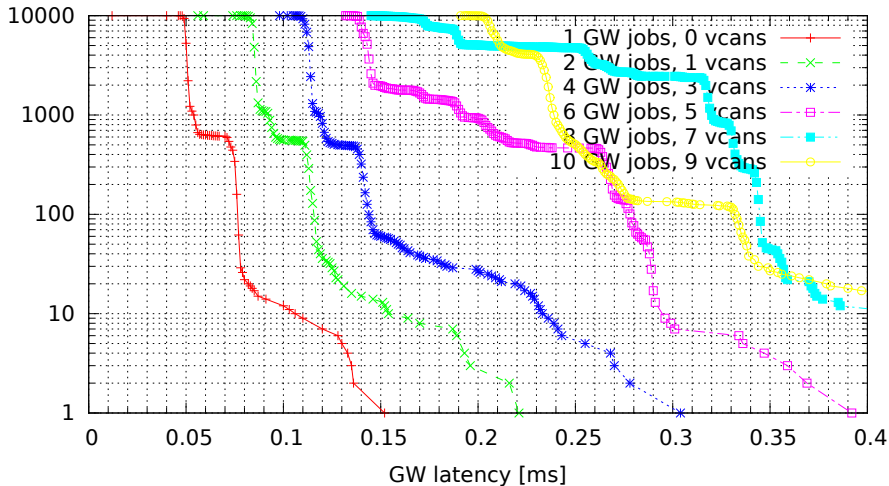 10000
1000
100
10
1
1 GW jobs, 0 vcans
2 GW jobs, 1 vcans
4 GW jobs, 3 vcans
6 GW jobs, 5 vcans
8 GW jobs, 7 vcans
10 GW jobs, 9 vcans
0 0.05 0.1 0.15 0.2 0.25 0.3 0.35 0.4
GW latency [ms]